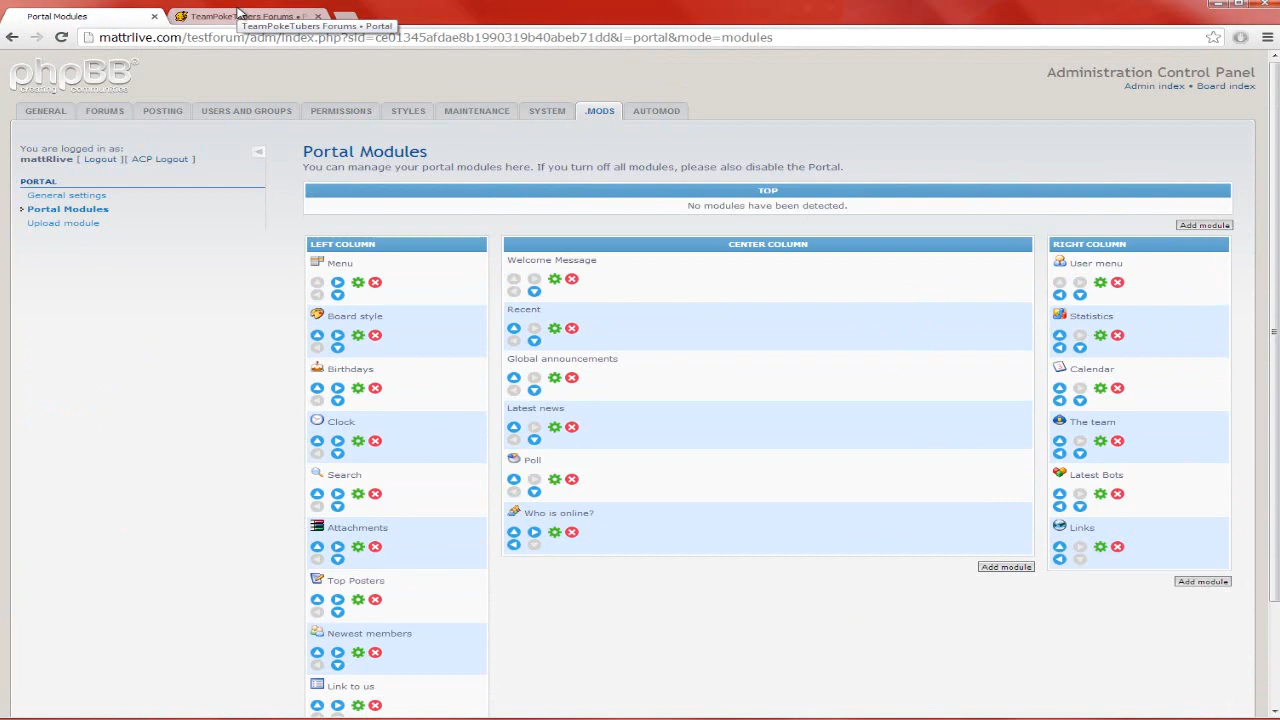 Portal Modules
TeamPokeTubers Forums •
TeamPokeTubers Forums • Portal
mattrlive.com/testforum/adm/index.php?sid=ce01345afdae8b1990319b40abeb71dd&i=portal&mode=modules
phpBB
creating communities
Administration Control Panel
Admin index • Board index
GENERAL FORUMS POSTING USERS AND GROUPS PERMISSIONS STYLES MAINTENANCE SYSTEM .MODS AUTOMOD
You are logged in as:
mattRlive [ Logout ][ ACP Logout ]
PORTAL
General settings
Portal Modules
Upload module
Portal Modules
You can manage your portal modules here. If you turn off all modules, please also disable the Portal.
TOP
No modules have been detected.
Add module
LEFT COLUMN
Menu
Board style
Birthdays
Clock
Search
Attachments
Top Posters
Newest members
Link to us
CENTER COLUMN
Welcome Message
Recent
Global announcements
Latest news
Poll
Who is online?
Add module
RIGHT COLUMN
User menu
Statistics
Calendar
The team
Latest Bots
Links
Add module